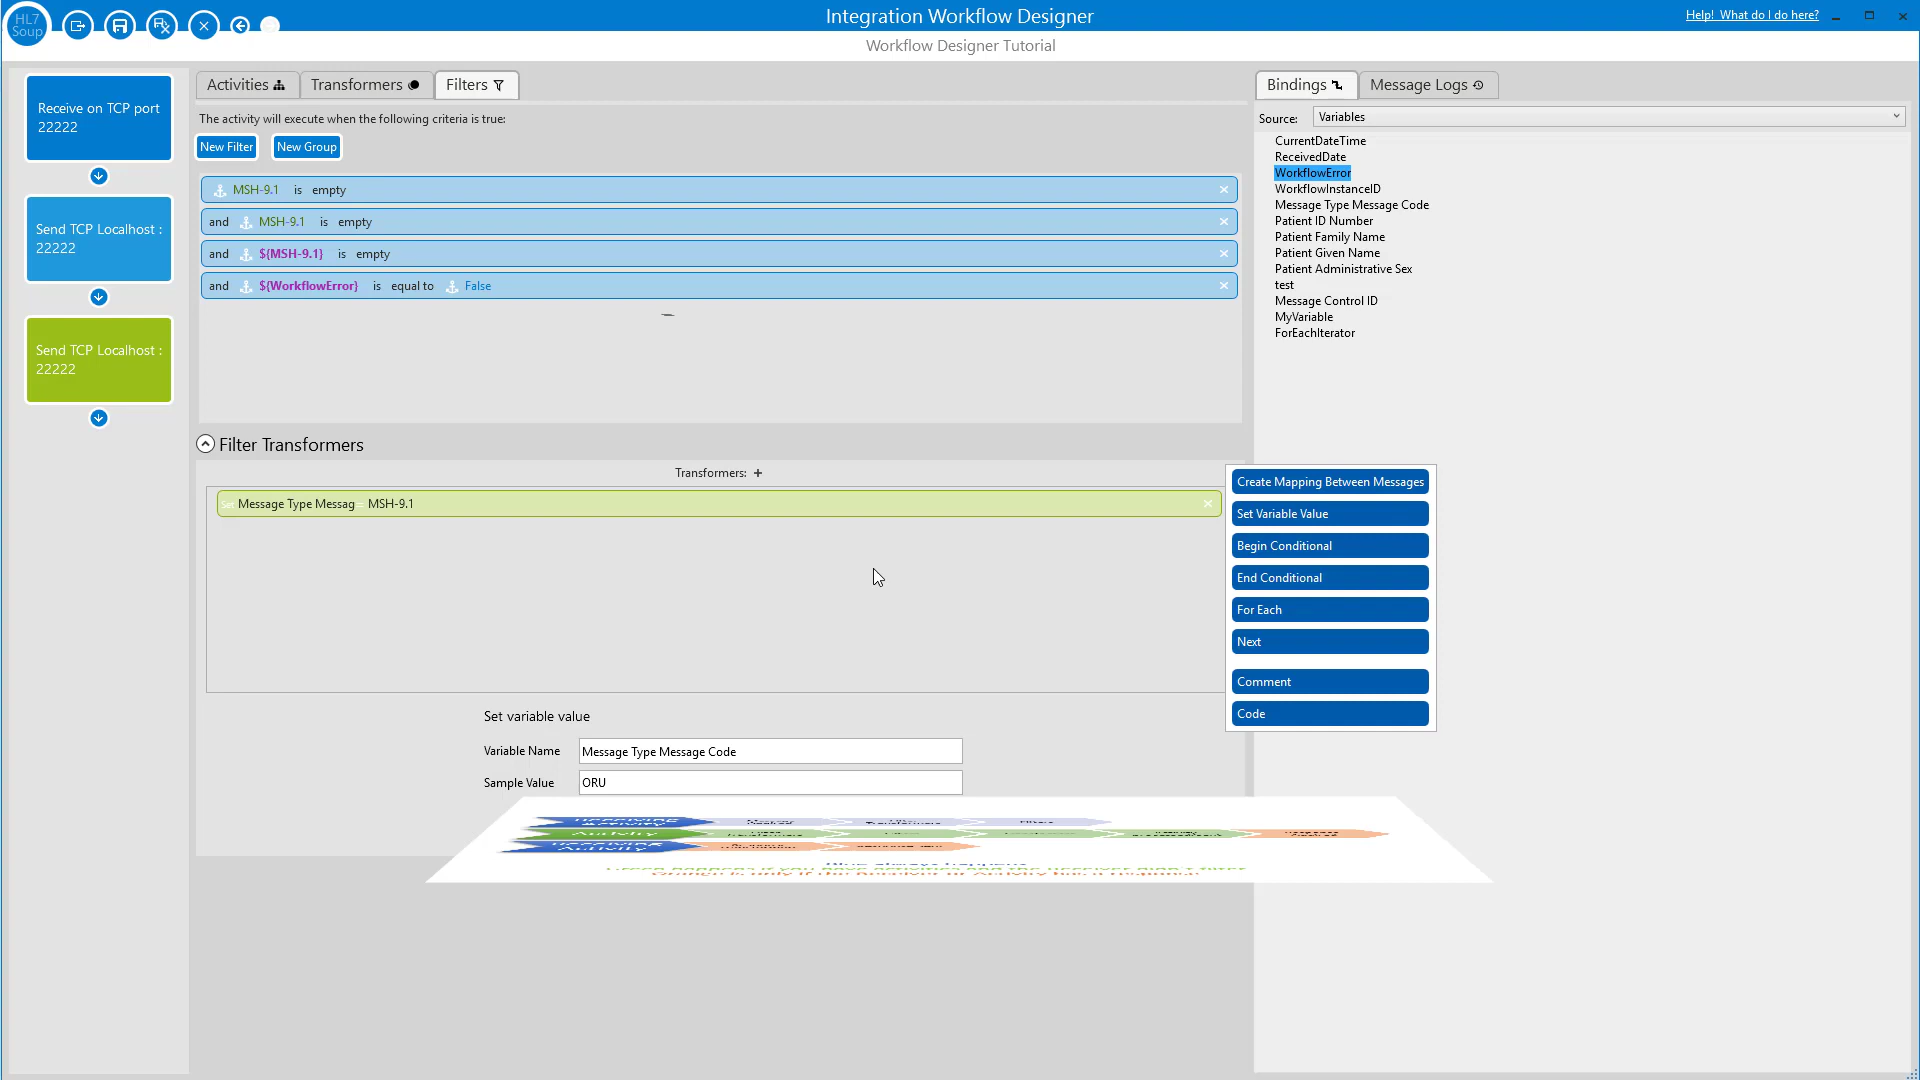 HL7
Soup
Integration Workflow Designer
Help! What do I do here?
Workflow Designer Tutorial
Receive on TCP port
22222
Send TCP Localhost :
22222
Send TCP Localhost :
22222
Activities
Transformers
Filters
The activity will execute when the following criteria is true:
New Filter
New Group
MSH-9.1 is empty
and MSH-9.1 is empty
and ${MSH-9.1} is empty
and ${WorkflowError} is equal to False
Filter Transformers
Transformers: +
Set Message Type Messag MSH-9.1
Set variable value
Variable Name Message Type Message Code
Sample Value ORU
Activity
Blue always happens
Bindings
Message Logs
Source: Variables
CurrentDateTime
ReceivedDate
WorkflowError
WorkflowInstanceID
Message Type Message Code
Patient ID Number
Patient Family Name
Patient Given Name
Patient Administrative Sex
test
Message Control ID
MyVariable
ForEachIterator
Create Mapping Between Messages
Set Variable Value
Begin Conditional
End Conditional
For Each
Next
Comment
Code